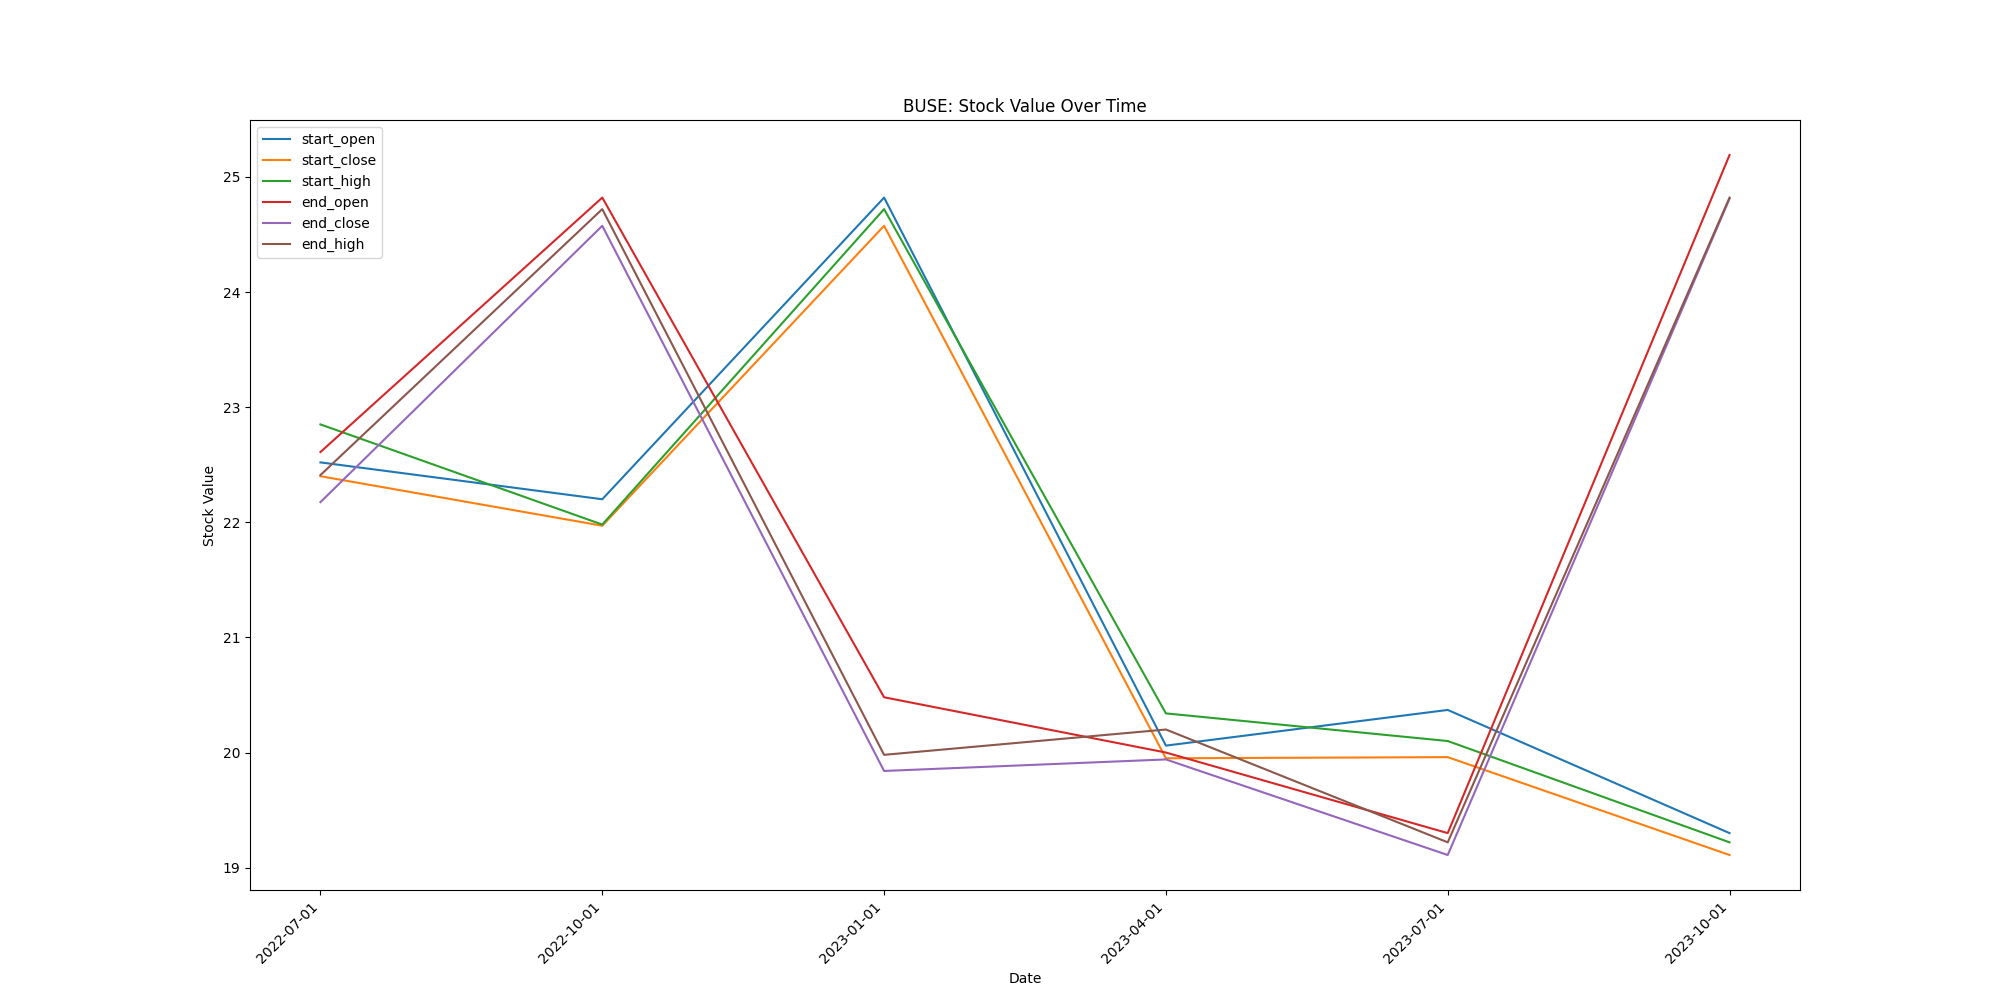 BUSE: Stock Value Over Time
start_open
start_close
start_high
end_open
end_close
end_high
25
24
23
22
21
20
19
Stock Value
2022-07-01
2022-10-01
2023-01-01
2023-04-01
2023-07-01
2023-10-01
Date